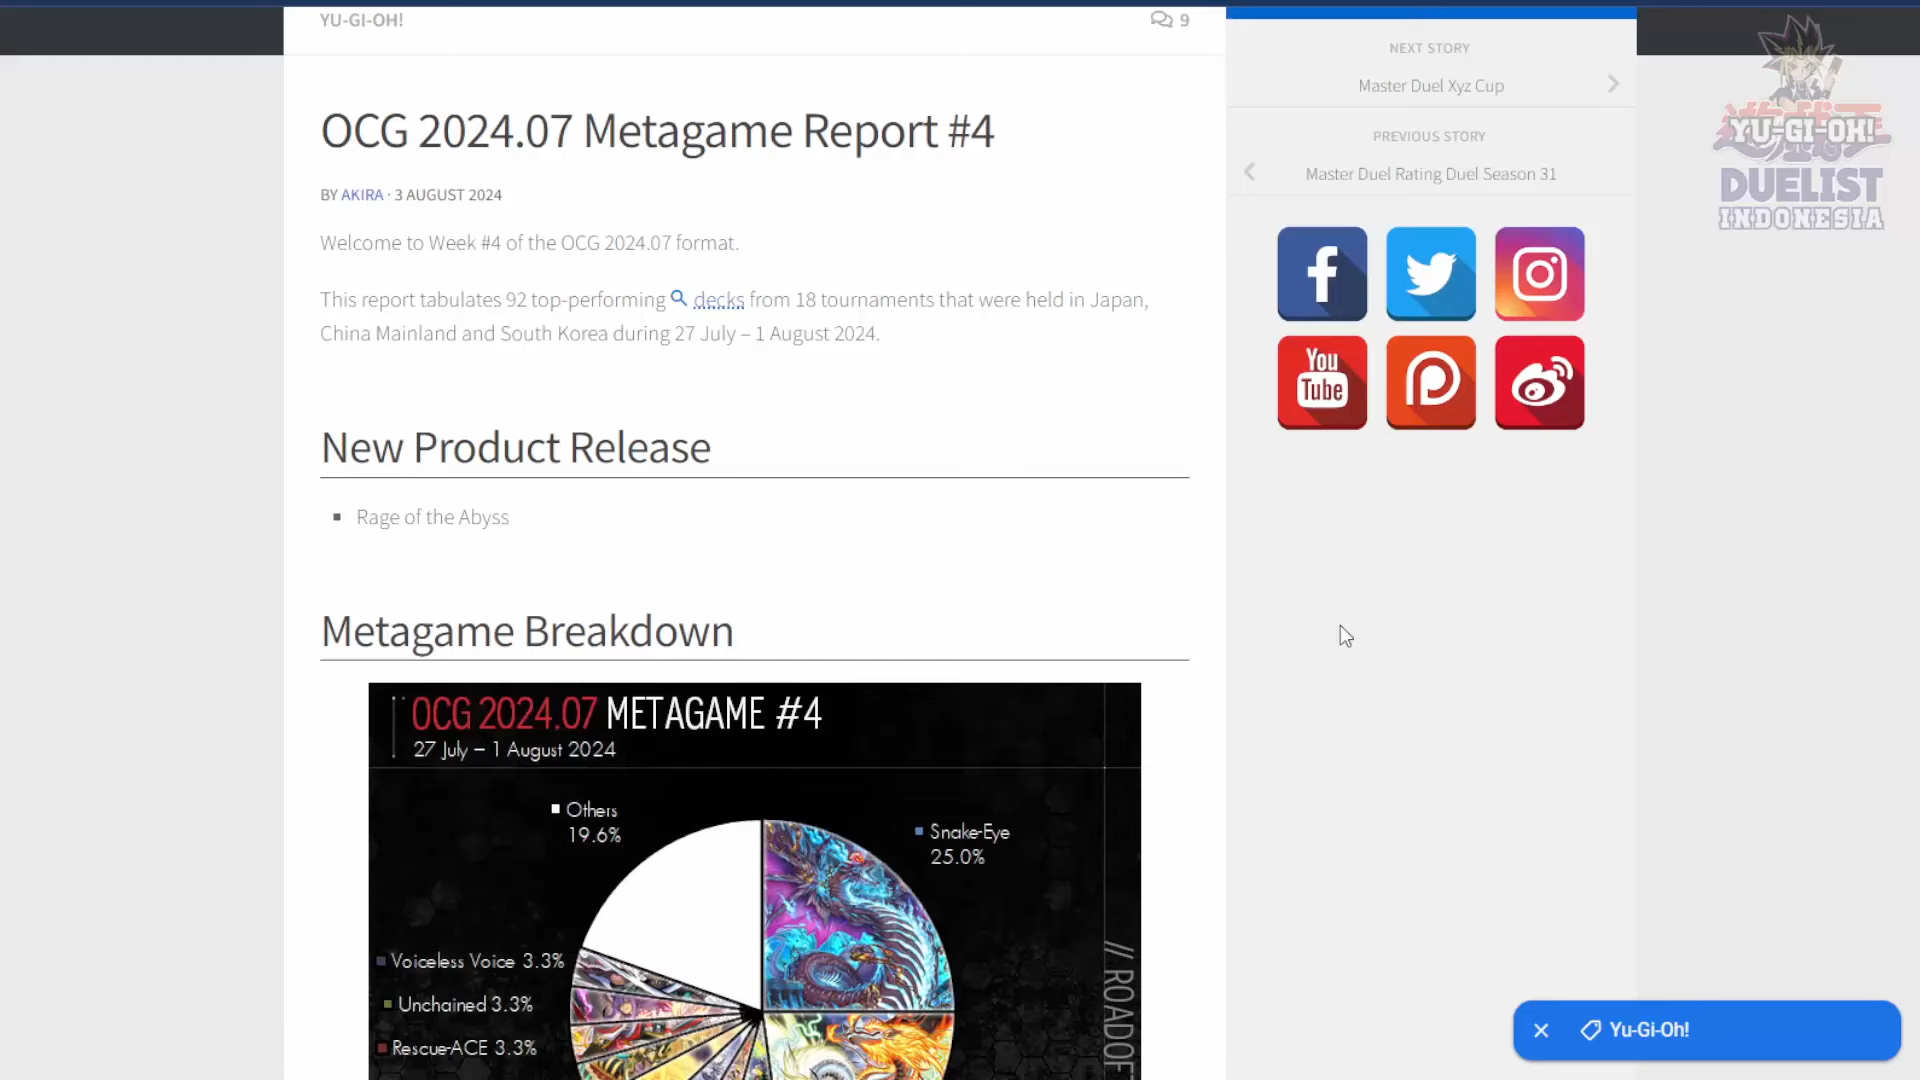 YU-GI-OH!
9
OCG 2024.07 Metagame Report #4
BY AKIRA · 3 AUGUST 2024
Welcome to Week #4 of the OCG 2024.07 format.
This report tabulates 92 top-performing decks from 18 tournaments that were held in Japan,
China Mainland and South Korea during 27 July – 1 August 2024.
New Product Release
▪ Rage of the Abyss
Metagame Breakdown
OCG 2024.07 METAGAME #4
27 July – 1 August 2024
Others
19.6%
Snake-Eye
25.0%
Voiceless Voice 3.3%
Unchained 3.3%
Rescue-ACE 3.3%
// ROADOF
NEXT STORY
Master Duel Xyz Cup
PREVIOUS STORY
Master Duel Rating Duel Season 31
You
Tube
YU-GI-OH!
DUELIST
INDONESIA
Yu-Gi-Oh!